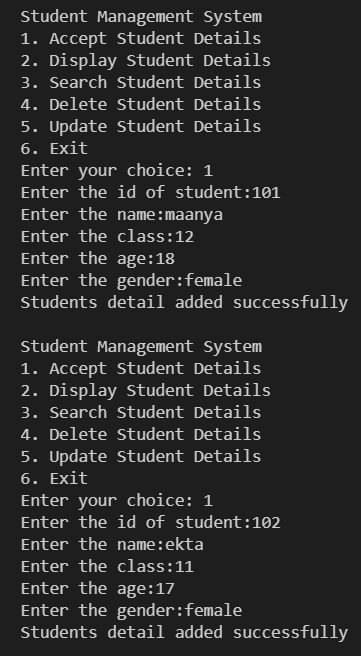 Student Management System
1. Accept Student Details
2. Display Student Details
3. Search Student Details
4. Delete Student Details
5. Update Student Details
6. Exit
Enter your choice: 1
Enter the id of student:101
Enter the name:maanya
Enter the class:12
Enter the age:18
Enter the gender:female
Students detail added successfully

Student Management System
1. Accept Student Details
2. Display Student Details
3. Search Student Details
4. Delete Student Details
5. Update Student Details
6. Exit
Enter your choice: 1
Enter the id of student:102
Enter the name:ekta
Enter the class:11
Enter the age:17
Enter the gender:female
Students detail added successfully